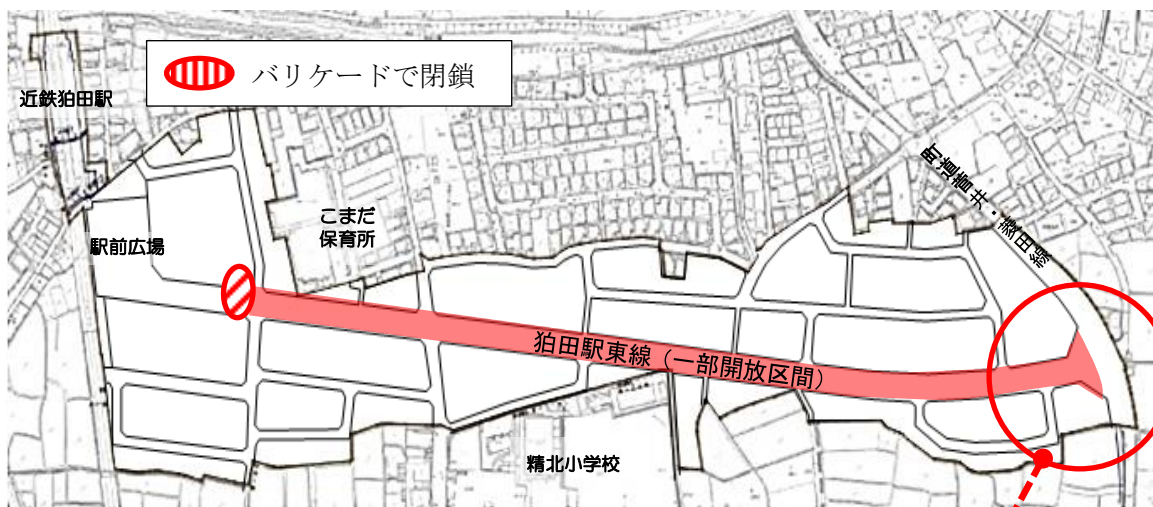 バリケードで閉鎖
近鉄狛田駅
こまだ
保育所
駅前広場
町道菅井・菱田線
狛田駅東線（一部開放区間）
精北小学校